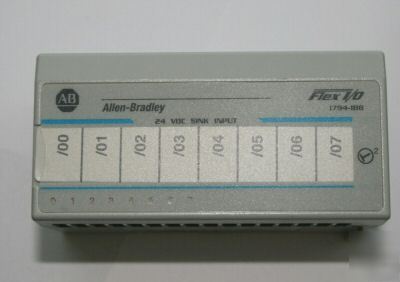 AB
Allen-Bradley
Flex I/O
1794-IB8
24 VDC SINK INPUT
/00 /01 /02 /03 /04 /05 /06 /07
2
0 1 2 3 4 5 6 7